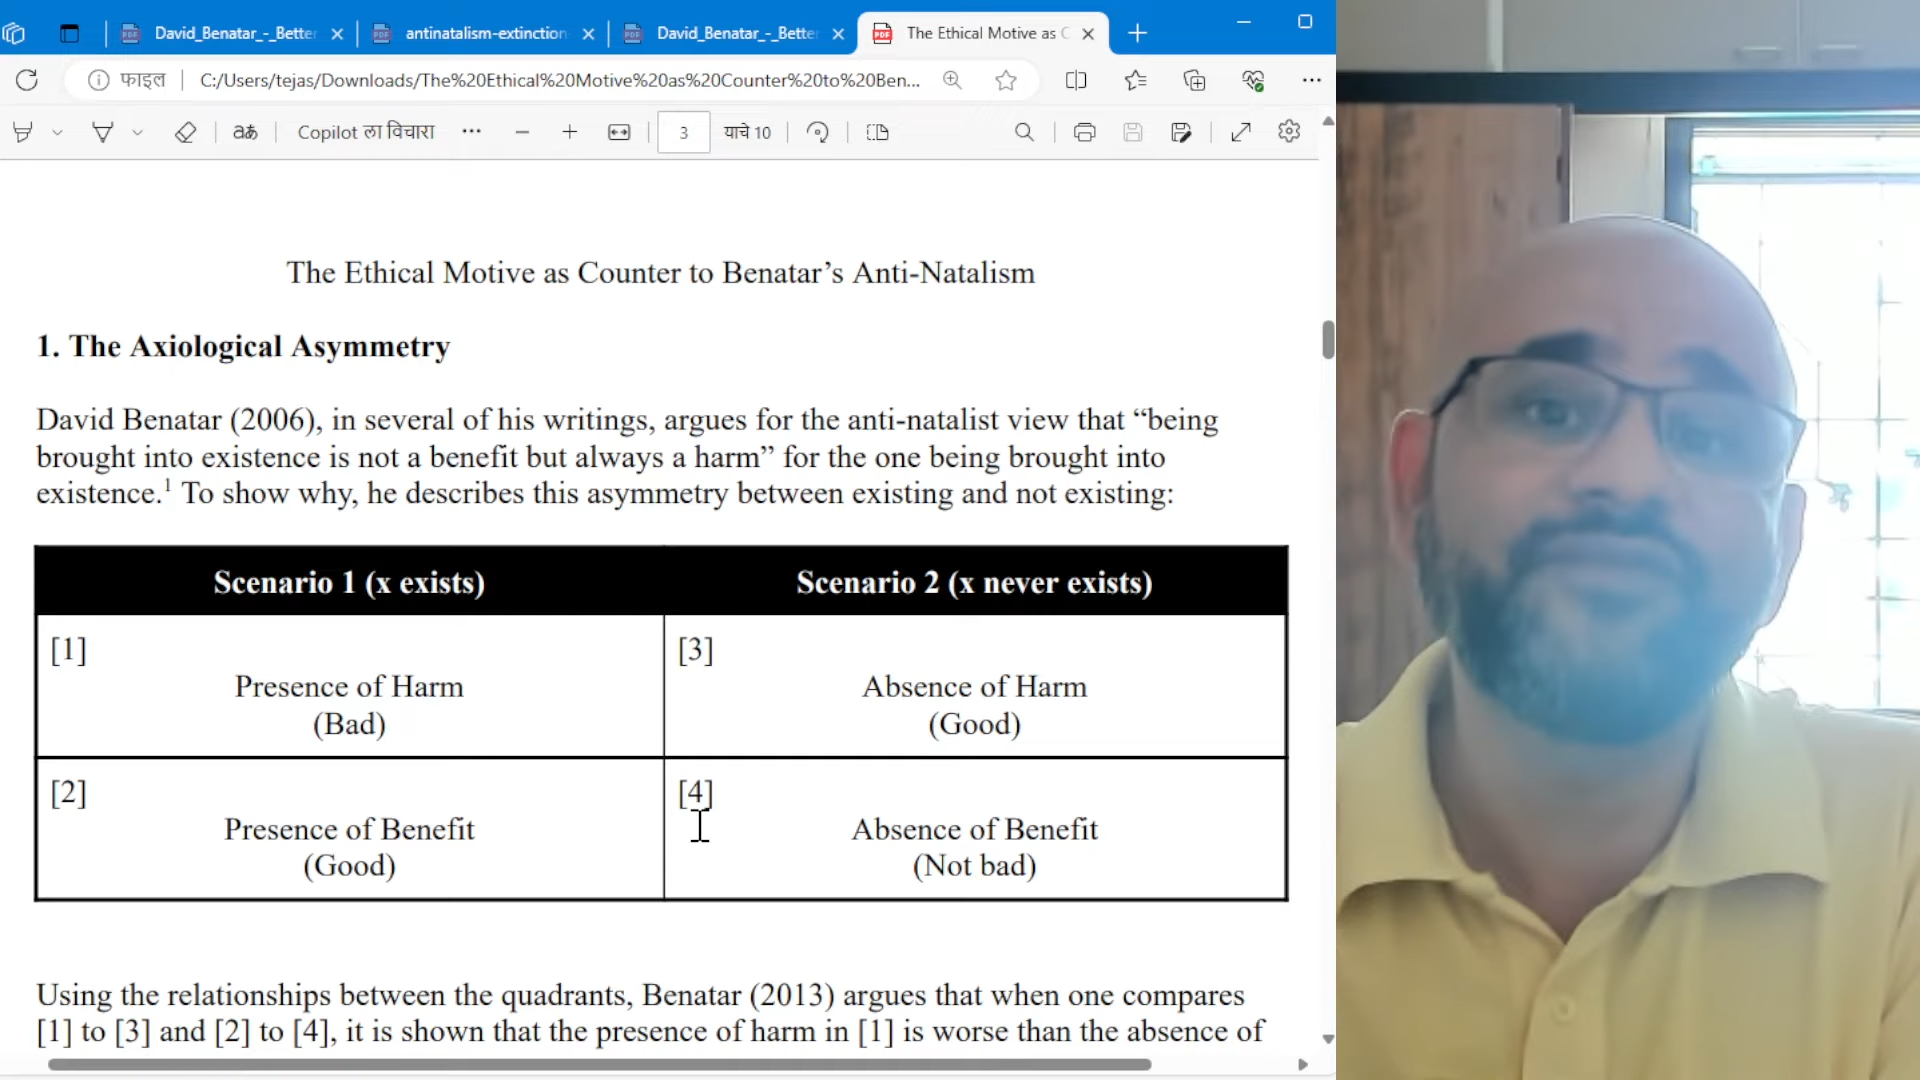 David_Benatar_-_Better
antinatalism-extinction
David_Benatar_-_Better
The Ethical Motive as C
फाइल
C:/Users/tejas/Downloads/The%20Ethical%20Motive%20as%20Counter%20to%20Ben...
aあ
Copilot ला विचारा
3
याचे 10
The Ethical Motive as Counter to Benatar’s Anti-Natalism
1. The Axiological Asymmetry
David Benatar (2006), in several of his writings, argues for the anti-natalist view that “being
brought into existence is not a benefit but always a harm” for the one being brought into
existence.¹ To show why, he describes this asymmetry between existing and not existing:
Scenario 1 (x exists)
Scenario 2 (x never exists)
[1]
Presence of Harm
(Bad)
[3]
Absence of Harm
(Good)
[2]
Presence of Benefit
(Good)
[4]
Absence of Benefit
(Not bad)
Using the relationships between the quadrants, Benatar (2013) argues that when one compares
[1] to [3] and [2] to [4], it is shown that the presence of harm in [1] is worse than the absence of